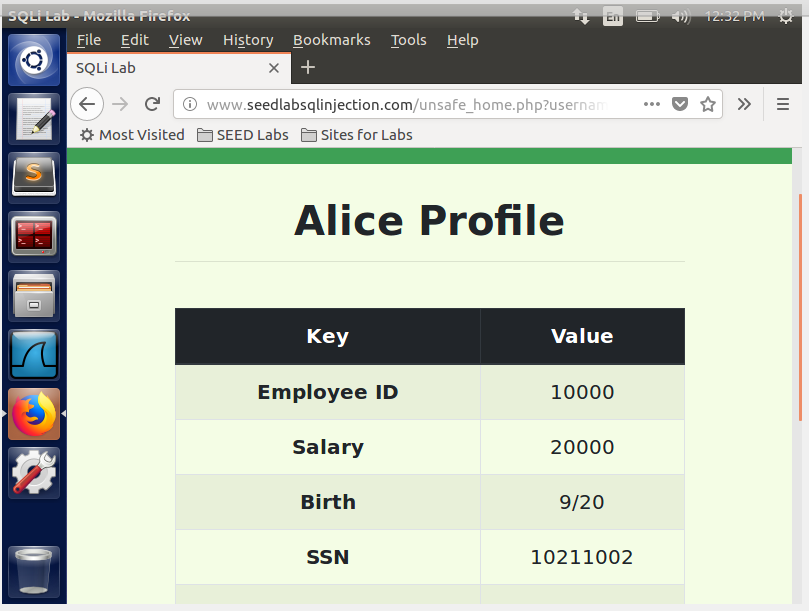 SQLi Lab - Mozilla Firefox En 12:32 PM
File Edit View History Bookmarks Tools Help
SQLi Lab
www.seedlabsqlinjection.com/unsafe_home.php?usernam
Most Visited SEED Labs Sites for Labs
Alice Profile
Key Value
Employee ID 10000
Salary 20000
Birth 9/20
SSN 10211002